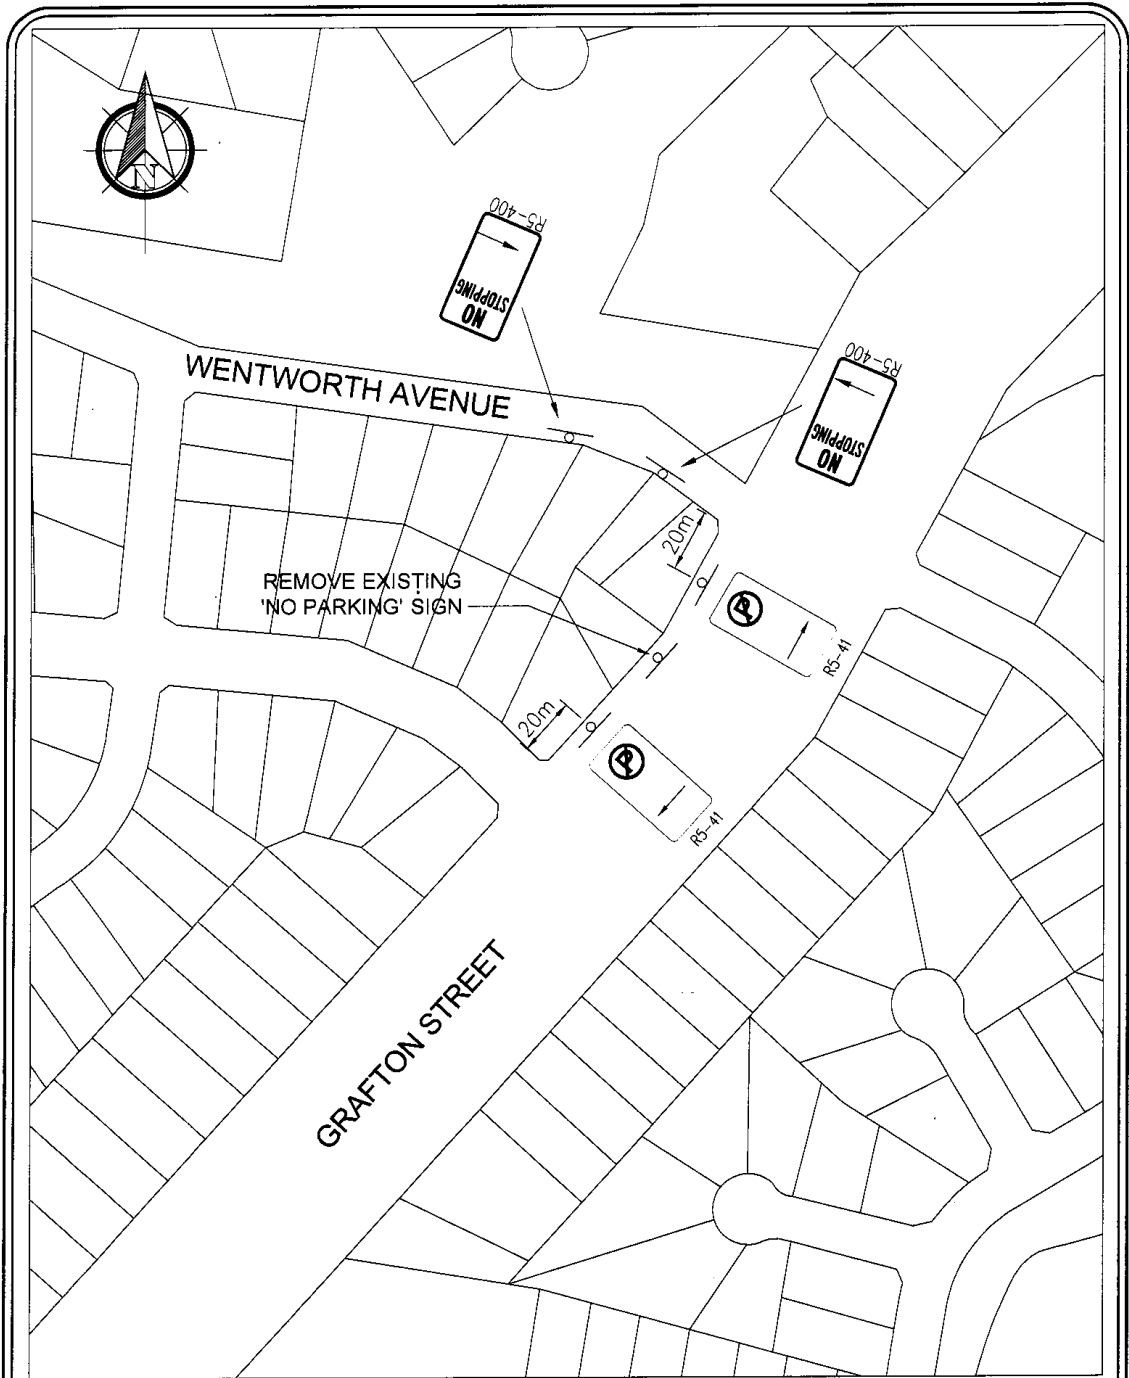 N
R5-400
NO
STOPPING
R5-400
NO
STOPPING
WENTWORTH AVENUE
20m
REMOVE EXISTING
'NO PARKING' SIGN
P
R5-41
20m
P
R5-41
GRAFTON STREET